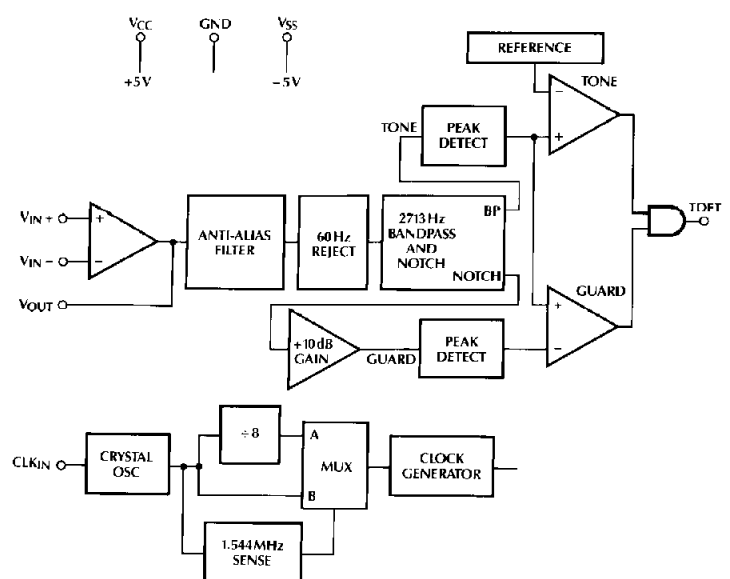 VCC GND VSS
+5V -5V
REFERENCE
TONE
-
+
TONE
PEAK DETECT
VIN +
VIN −
VOUT
+
−
ANTI-ALIAS FILTER
60 Hz REJECT
2713 Hz BANDPASS AND NOTCH
BP
NOTCH
TDET
GUARD
+
−
+10 dB GAIN
GUARD
PEAK DETECT
CLKIN
CRYSTAL OSC
÷8
A
B
MUX
CLOCK GENERATOR
1.544 MHz SENSE